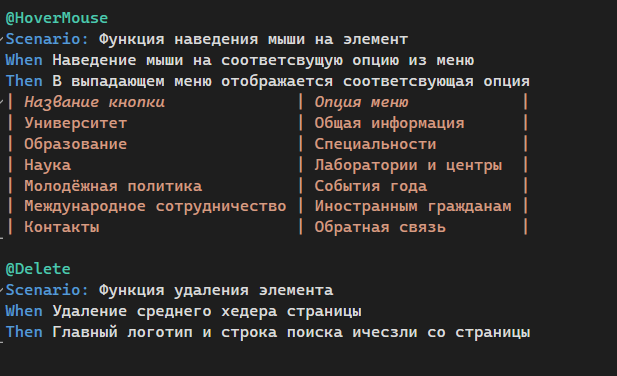 @HoverMouse
Scenario: Функция наведения мыши на элемент
When Наведение мыши на соответсвущую опцию из меню
Then В выпадающем меню отображается соответсвующая опция
| Название кнопки | Опция меню |
| Университет | Общая информация |
| Образование | Специальности |
| Наука | Лаборатории и центры |
| Молодёжная политика | События года |
| Международное сотрудничество | Иностранным гражданам |
| Контакты | Обратная связь |
@Delete
Scenario: Функция удаления элемента
When Удаление среднего хедера страницы
Then Главный логотип и строка поиска ичесзли со страницы